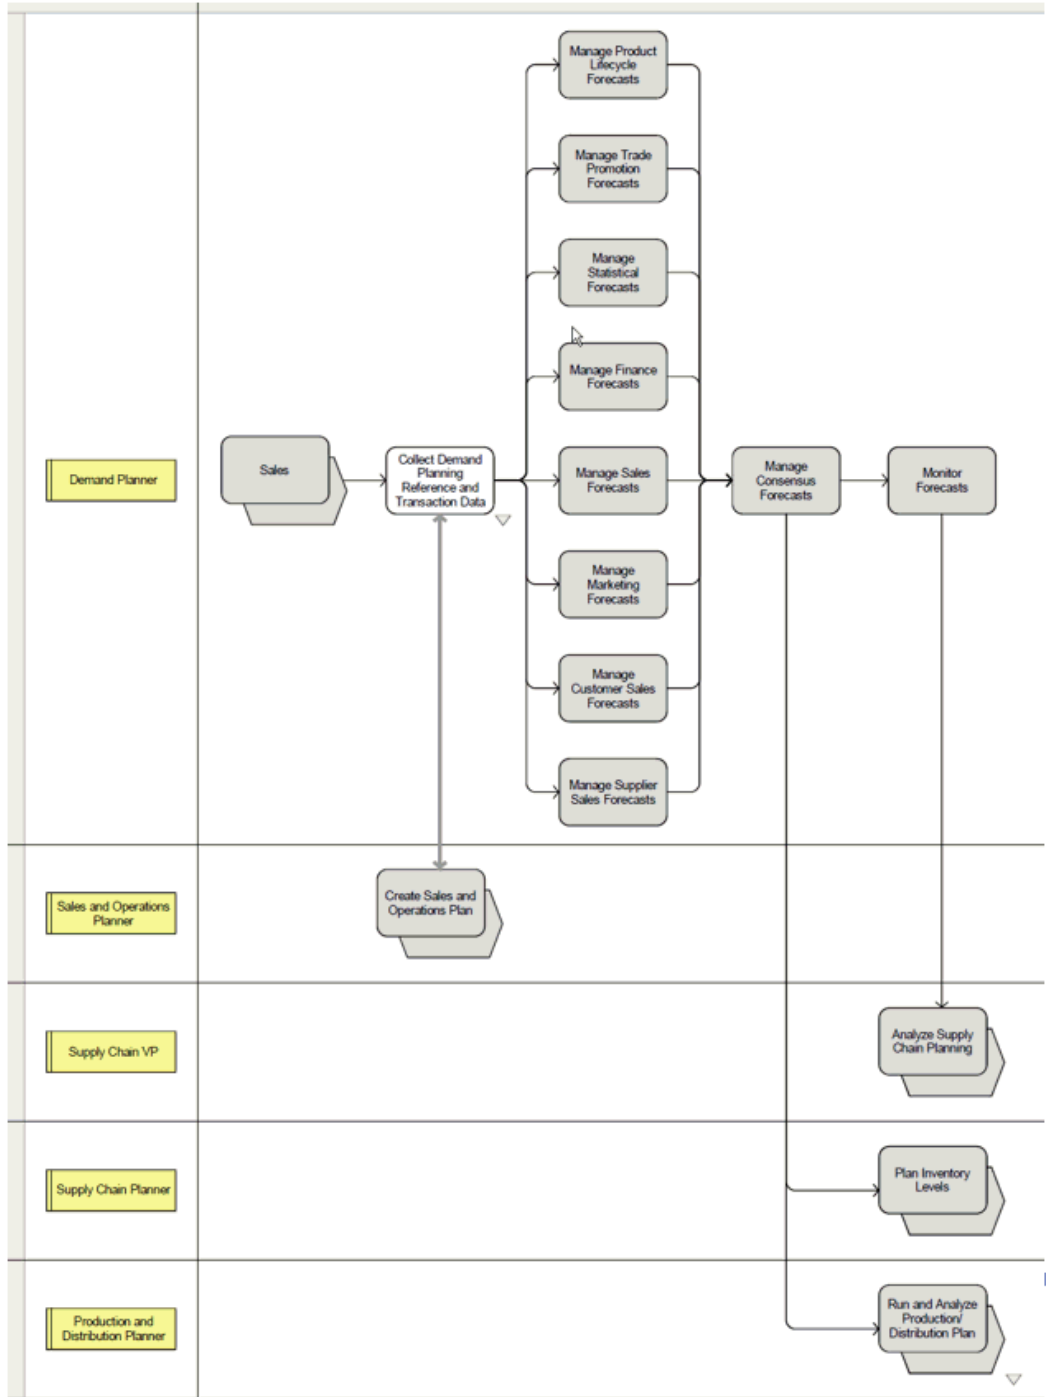 Manage Product
Lifecycle
Forecasts
Manage Trade
Promotion
Forecasts
Manage
Statistical
Forecasts
Manage Finance
Forecasts
Demand Planner
Sales
Collect Demand
Planning
Reference and
Transaction Data
Manage Sales
Forecasts
Manage
Consensus
Forecasts
Monitor
Forecasts
Manage
Marketing
Forecasts
Manage
Customer Sales
Forecasts
Manage Supplier
Sales Forecasts
Sales and Operations
Planner
Create Sales and
Operations Plan
Supply Chain VP
Analyze Supply
Chain Planning
Supply Chain Planner
Plan Inventory
Levels
Production and
Distribution Planner
Run and Analyze
Production/
Distribution Plan